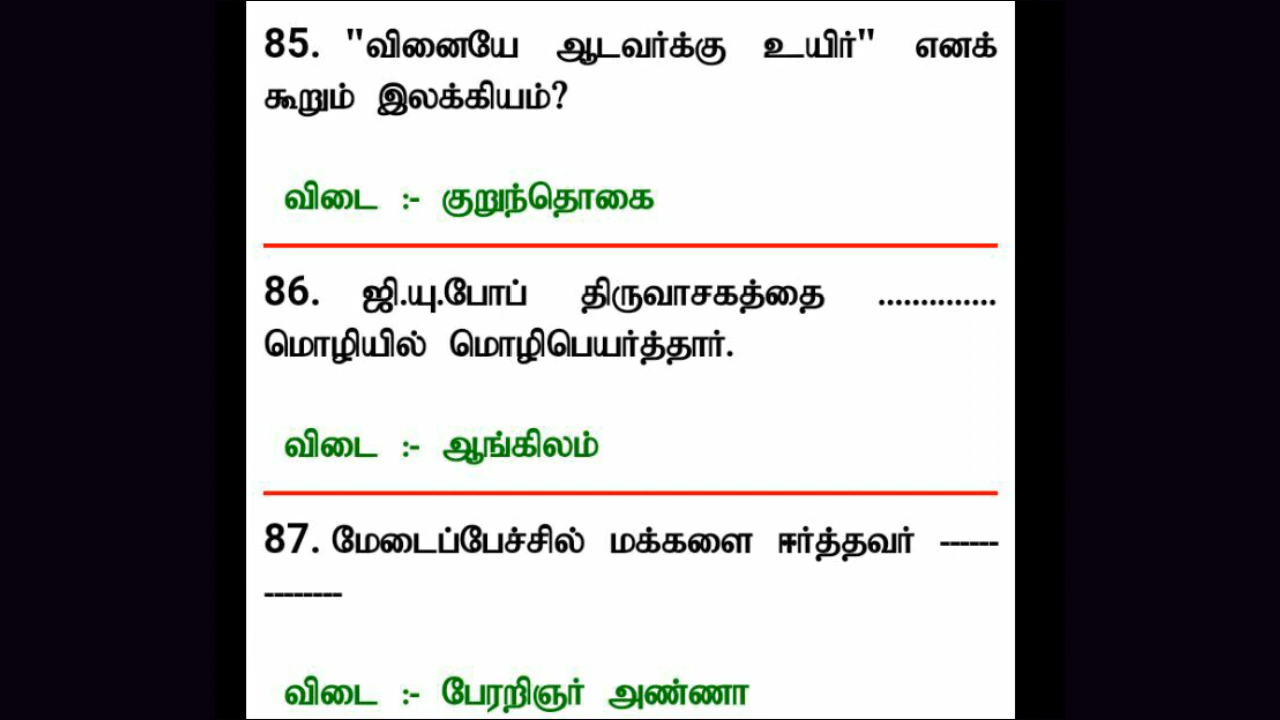 85. "வினையே ஆடவர்க்கு உயிர்" எனக்
கூறும் இலக்கியம்?
விடை :- குறுந்தொகை
86. ஜி.யு.போப் திருவாசகத்தை ..............
மொழியில் மொழிபெயர்த்தார்.
விடை :- ஆங்கிலம்
87. மேடைப்பேச்சில் மக்களை ஈர்த்தவர் ------
--------
விடை :- பேரறிஞர் அண்ணா